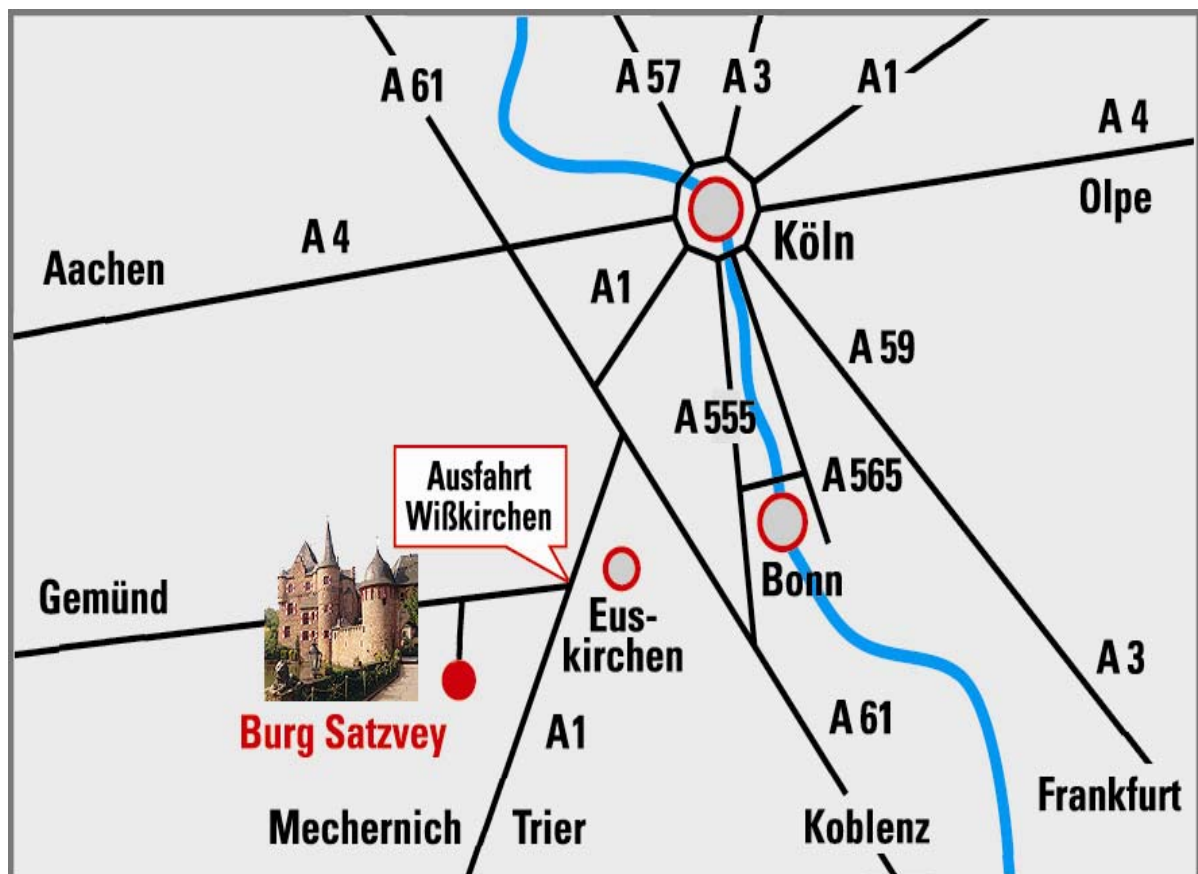 A 61
A 57
A 3
A1
A 4
Olpe
Köln
A 4
Aachen
A1
A 59
A 555
A 565
Ausfahrt
Wißkirchen
Gemünd
Bonn
Eus-
kirchen
A 3
Burg Satzvey
A1
A 61
Frankfurt
Mechernich
Trier
Koblenz